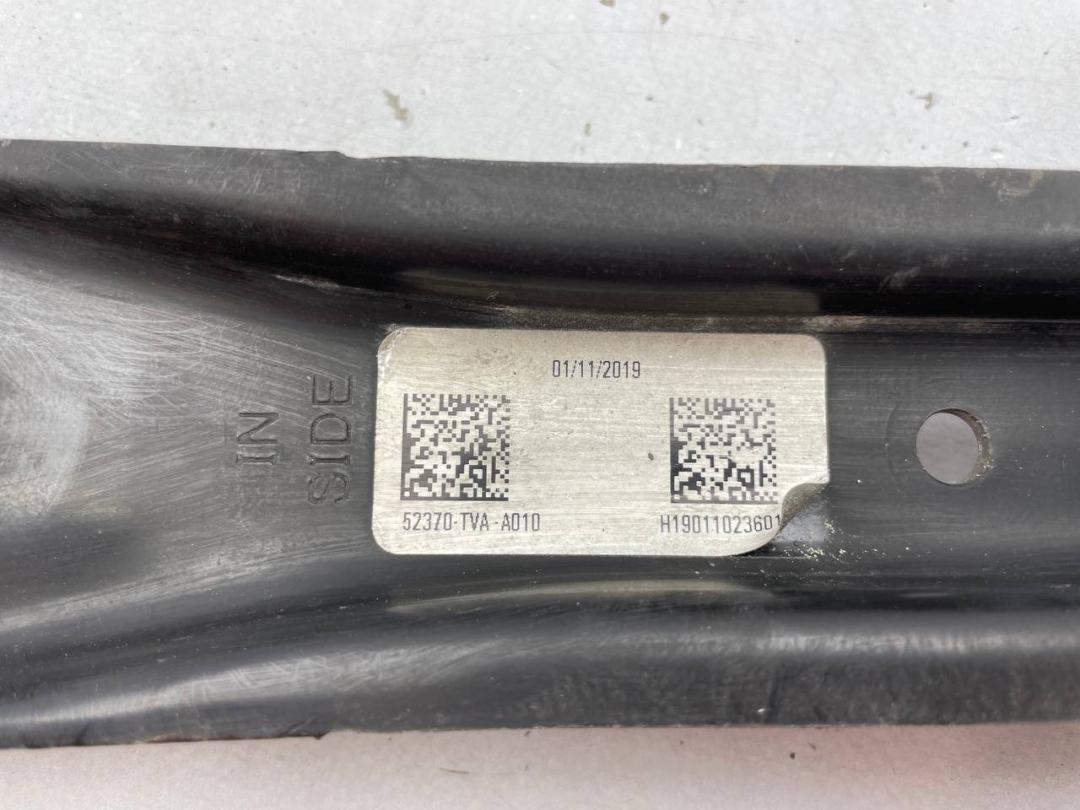 IN
SIDE
01/11/2019
52370-TVA-A010
H19011023601